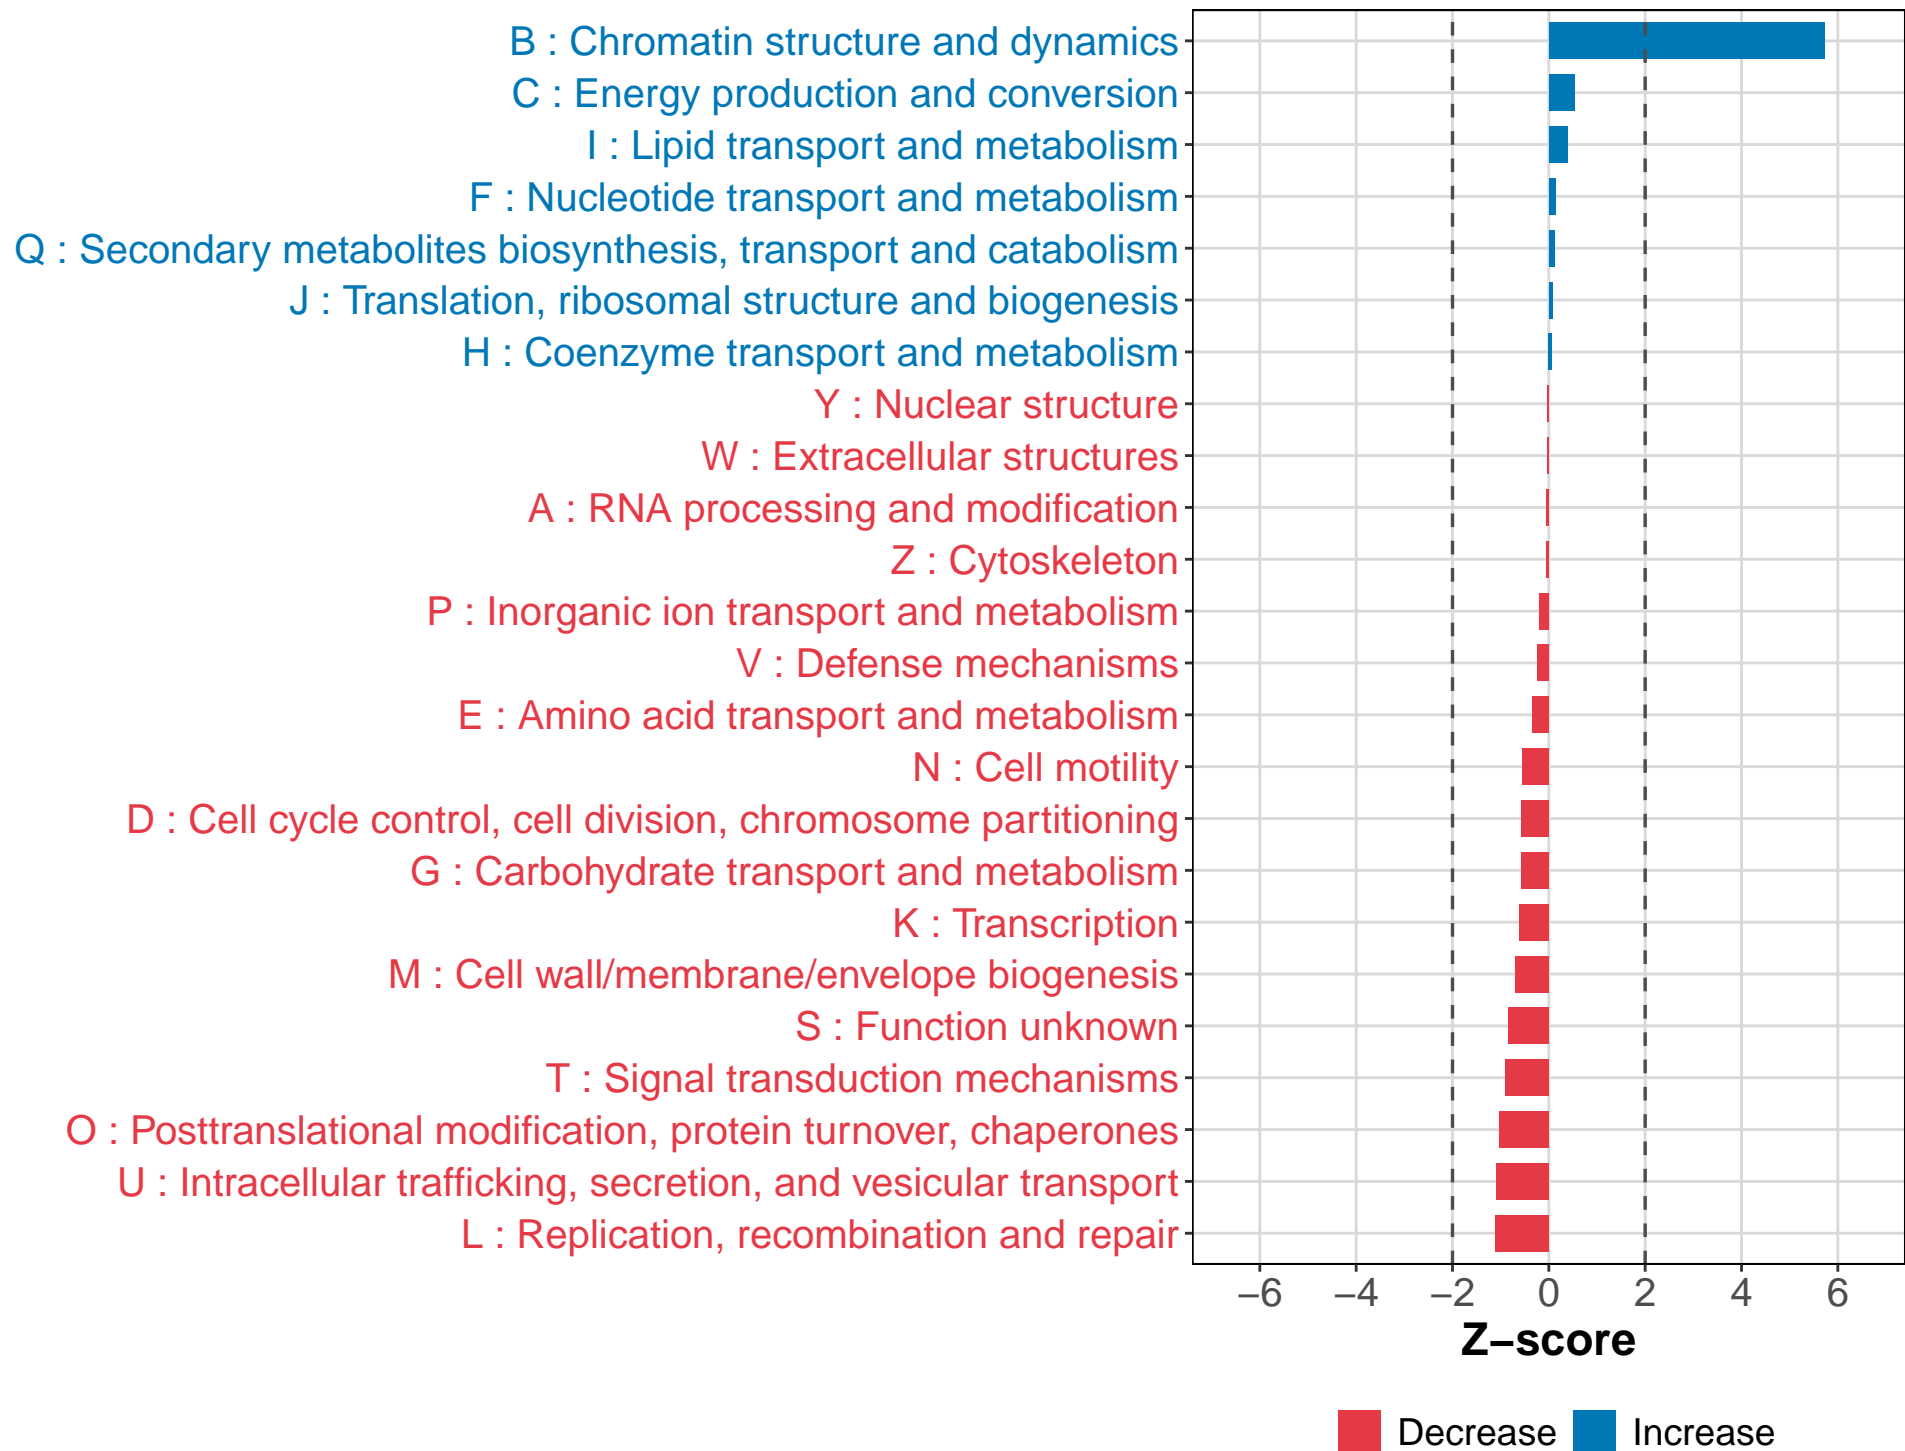 B : Chromatin structure and dynamics
C : Energy production and conversion
I : Lipid transport and metabolism
F : Nucleotide transport and metabolism
Q : Secondary metabolites biosynthesis, transport and catabolism
J : Translation, ribosomal structure and biogenesis
H : Coenzyme transport and metabolism
Y : Nuclear structure
W : Extracellular structures
A : RNA processing and modification
Z : Cytoskeleton
P : Inorganic ion transport and metabolism
V : Defense mechanisms
E : Amino acid transport and metabolism
N : Cell motility
D : Cell cycle control, cell division, chromosome partitioning
G : Carbohydrate transport and metabolism
K : Transcription
M : Cell wall/membrane/envelope biogenesis
S : Function unknown
T : Signal transduction mechanisms
O : Posttranslational modification, protein turnover, chaperones
U : Intracellular trafficking, secretion, and vesicular transport
L : Replication, recombination and repair
−6 −4 −2 0 2 4 6
Z−score
Decrease Increase